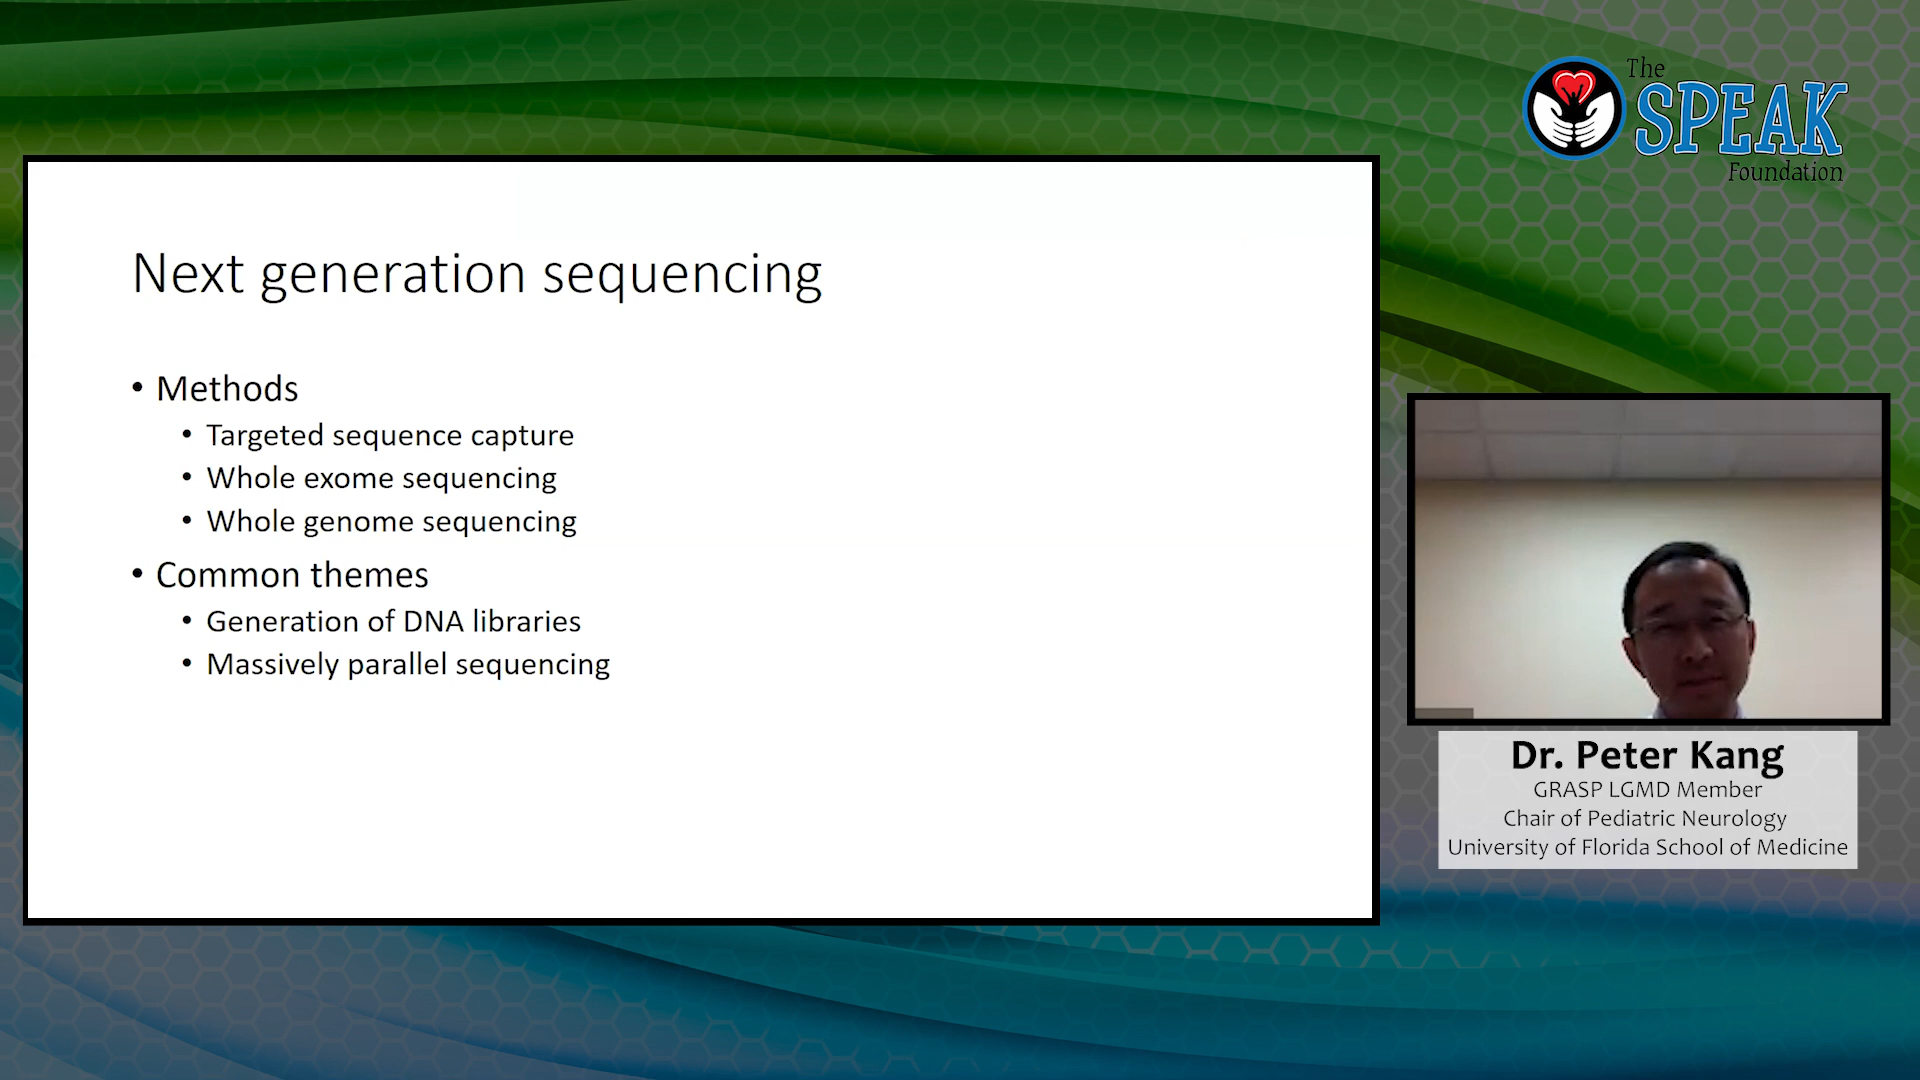 The
SPEAK
Foundation
Next generation sequencing
• Methods
• Targeted sequence capture
• Whole exome sequencing
• Whole genome sequencing
• Common themes
• Generation of DNA libraries
• Massively parallel sequencing
Dr. Peter Kang
GRASP LGMD Member
Chair of Pediatric Neurology
University of Florida School of Medicine